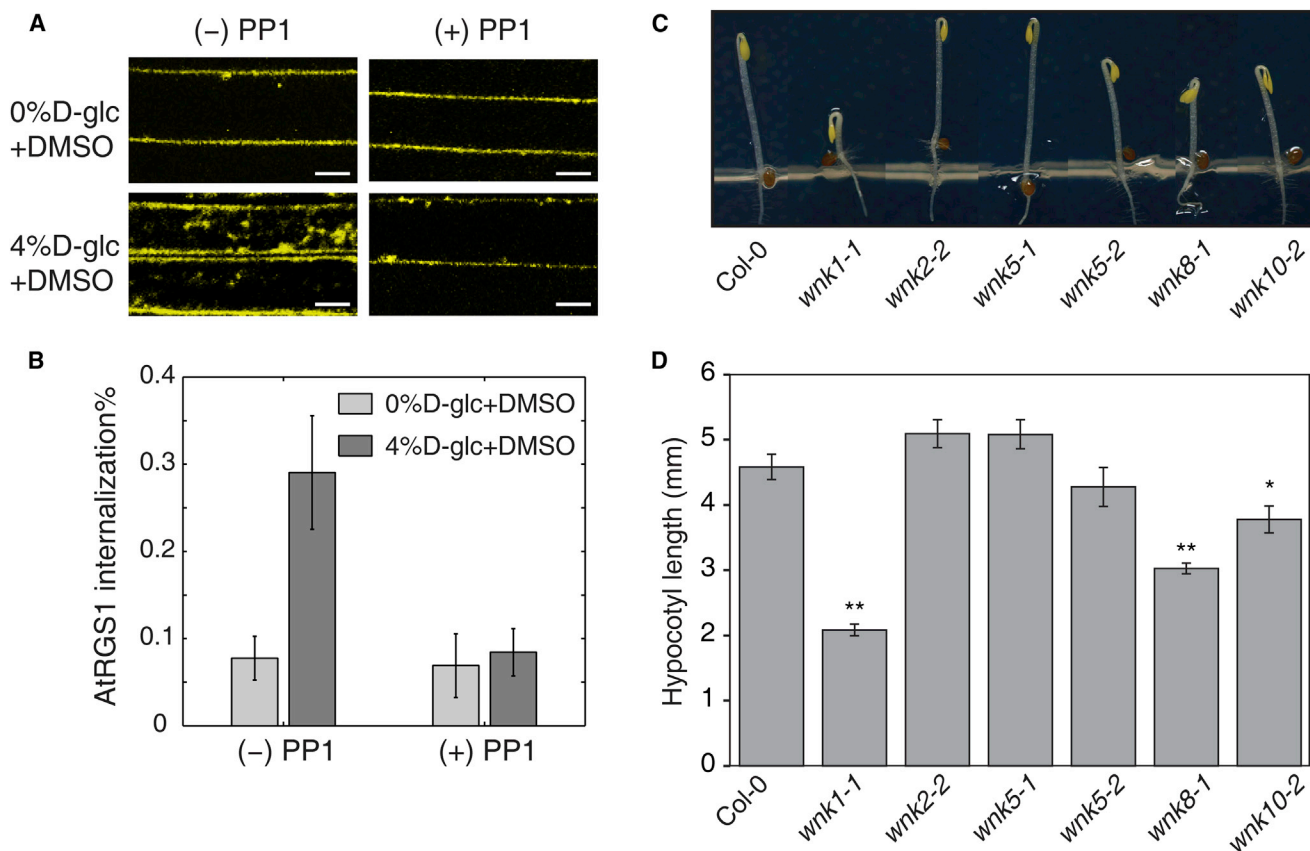 A
(−) PP1
(+) PP1
0%D-glc
+DMSO
4%D-glc
+DMSO
B
AtRGS1 internalization%
0.4
0.3
0.2
0.1
0
0%D-glc+DMSO
4%D-glc+DMSO
(−) PP1
(+) PP1
C
Col-0
wnk1-1
wnk2-2
wnk5-1
wnk5-2
wnk8-1
wnk10-2
D
Hypocotyl length (mm)
6
5
4
3
2
1
0
**
**
*
Col-0
wnk1-1
wnk2-2
wnk5-1
wnk5-2
wnk8-1
wnk10-2